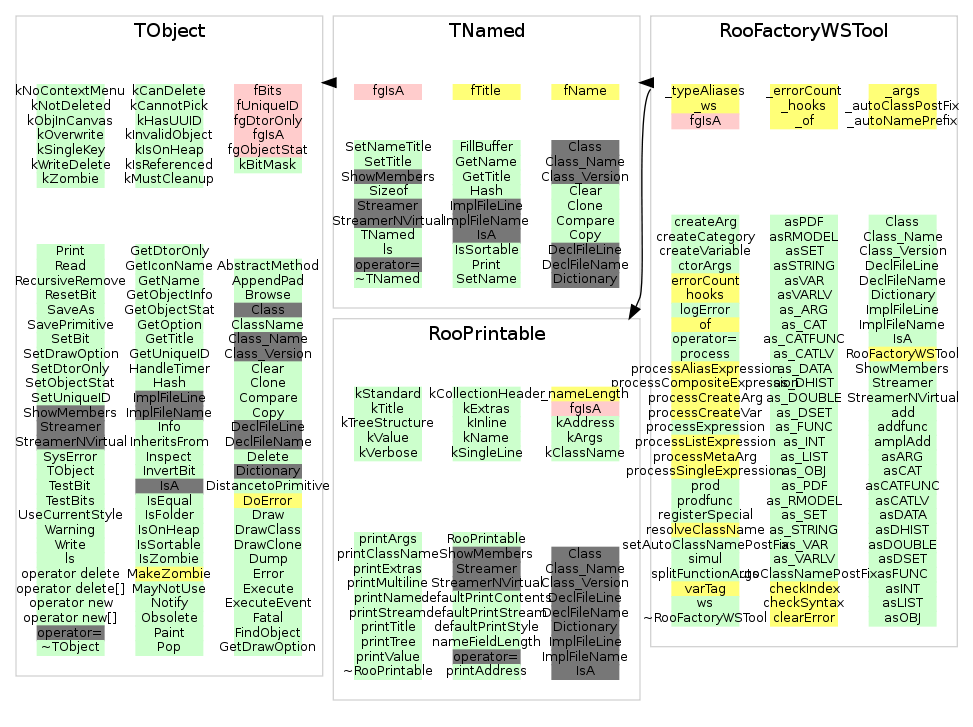 TObject
kNoContextMenu
kNotDeleted
kObjInCanvas
kOverwrite
kSingleKey
kWriteDelete
kZombie
kCanDelete
kCannotPick
kHasUUID
kInvalidObject
kIsOnHeap
kIsReferenced
kMustCleanup
fBits
fUniqueID
fgDtorOnly
fgIsA
fgObjectStat
kBitMask
Print
Read
RecursiveRemove
ResetBit
SaveAs
SavePrimitive
SetBit
SetDrawOption
SetDtorOnly
SetObjectStat
SetUniqueID
ShowMembers
Streamer
StreamerNVirtual
SysError
TObject
TestBit
TestBits
UseCurrentStyle
Warning
Write
ls
operator delete
operator delete[]
operator new
operator new[]
operator=
~TObject
GetDtorOnly
GetIconName
GetName
GetObjectInfo
GetObjectStat
GetOption
GetTitle
GetUniqueID
HandleTimer
Hash
ImplFileLine
ImplFileName
Info
InheritsFrom
Inspect
InvertBit
IsA
IsEqual
IsFolder
IsOnHeap
IsSortable
IsZombie
MakeZombie
MayNotUse
Notify
Obsolete
Paint
Pop
AbstractMethod
AppendPad
Browse
Class
ClassName
Class_Name
Class_Version
Clear
Clone
Compare
Copy
DeclFileLine
DeclFileName
Delete
Dictionary
DistancetoPrimitive
DoError
Draw
DrawClass
DrawClone
Dump
Error
Execute
ExecuteEvent
Fatal
FindObject
GetDrawOption
TNamed
fgIsA
fTitle
fName
SetNameTitle
SetTitle
ShowMembers
Sizeof
Streamer
StreamerNVirtual
TNamed
ls
operator=
~TNamed
FillBuffer
GetName
GetTitle
Hash
ImplFileLine
ImplFileName
IsA
IsSortable
Print
SetName
Class
Class_Name
Class_Version
Clear
Clone
Compare
Copy
DeclFileLine
DeclFileName
Dictionary
RooPrintable
kStandard
kTitle
kTreeStructure
kValue
kVerbose
kCollectionHeader
kExtras
kInline
kName
kSingleLine
_nameLength
fgIsA
kAddress
kArgs
kClassName
printArgs
printClassName
printExtras
printMultiline
printName
printStream
printTitle
printTree
printValue
~RooPrintable
RooPrintable
ShowMembers
Streamer
StreamerNVirtual
defaultPrintContents
defaultPrintStream
defaultPrintStyle
nameFieldLength
operator=
printAddress
Class
Class_Name
Class_Version
DeclFileLine
DeclFileName
Dictionary
ImplFileLine
ImplFileName
IsA
RooFactoryWSTool
_typeAliases
_ws
fgIsA
_errorCount
_hooks
_of
_args
_autoClassPostFix
_autoNamePrefix
createArg
createCategory
createVariable
ctorArgs
errorCount
hooks
logError
of
operator=
process
processAliasExpression
processCompositeExpression
processCreateArg
processCreateVar
processExpression
processListExpression
processMetaArg
processSingleExpression
prod
prodfunc
registerSpecial
resolveClassName
setAutoClassNamePostFix
simul
splitFunctionArgs
varTag
ws
~RooFactoryWSTool
asPDF
asRMODEL
asSET
asSTRING
asVAR
asVARLV
as_ARG
as_CAT
as_CATFUNC
as_CATLV
as_DATA
as_DHIST
as_DOUBLE
as_DSET
as_FUNC
as_INT
as_LIST
as_OBJ
as_PDF
as_RMODEL
as_SET
as_STRING
as_VAR
as_VARLV
autoClassNamePostFix
checkIndex
checkSyntax
clearError
Class
Class_Name
Class_Version
DeclFileLine
DeclFileName
Dictionary
ImplFileLine
ImplFileName
IsA
RooFactoryWSTool
ShowMembers
Streamer
StreamerNVirtual
add
addfunc
amplAdd
asARG
asCAT
asCATFUNC
asCATLV
asDATA
asDHIST
asDOUBLE
asDSET
asFUNC
asINT
asLIST
asOBJ